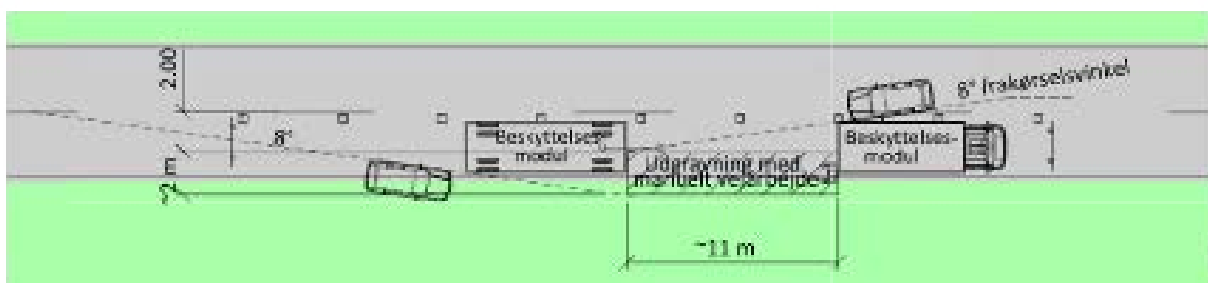 2.00
8° frakørselsvinkel
8°
Beskyttelses-
modul
Beskyttelses-
modul
Udgravning med
manuelt vejarbejde
~11 m